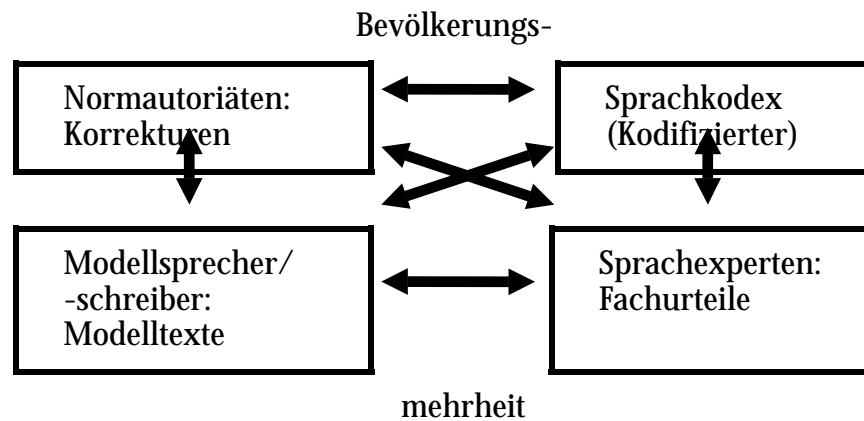 Bevölkerungs-
Normautoriäten:
Korrekturen
Sprachkodex
(Kodifizierter)
Modellsprecher/
-schreiber:
Modelltexte
Sprachexperten:
Fachurteile
mehrheit